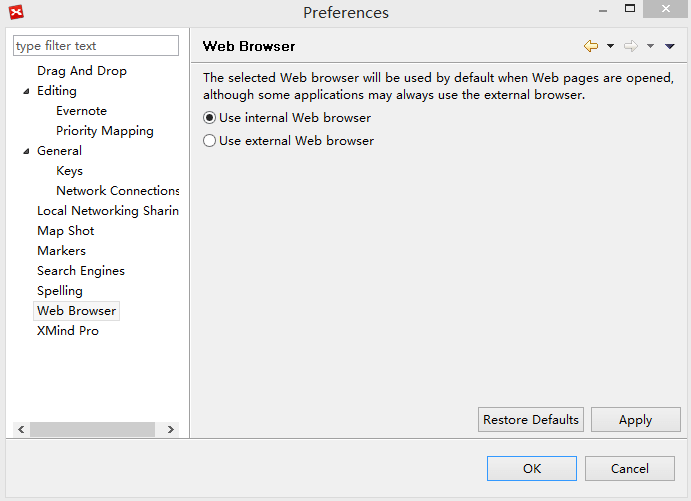 Preferences
type filter text
Drag And Drop
Editing
Evernote
Priority Mapping
General
Keys
Network Connections
Local Networking Sharin
Map Shot
Markers
Search Engines
Spelling
Web Browser
XMind Pro
Web Browser
The selected Web browser will be used by default when Web pages are opened,
although some applications may always use the external browser.
Use internal Web browser
Use external Web browser
Restore Defaults
Apply
OK
Cancel